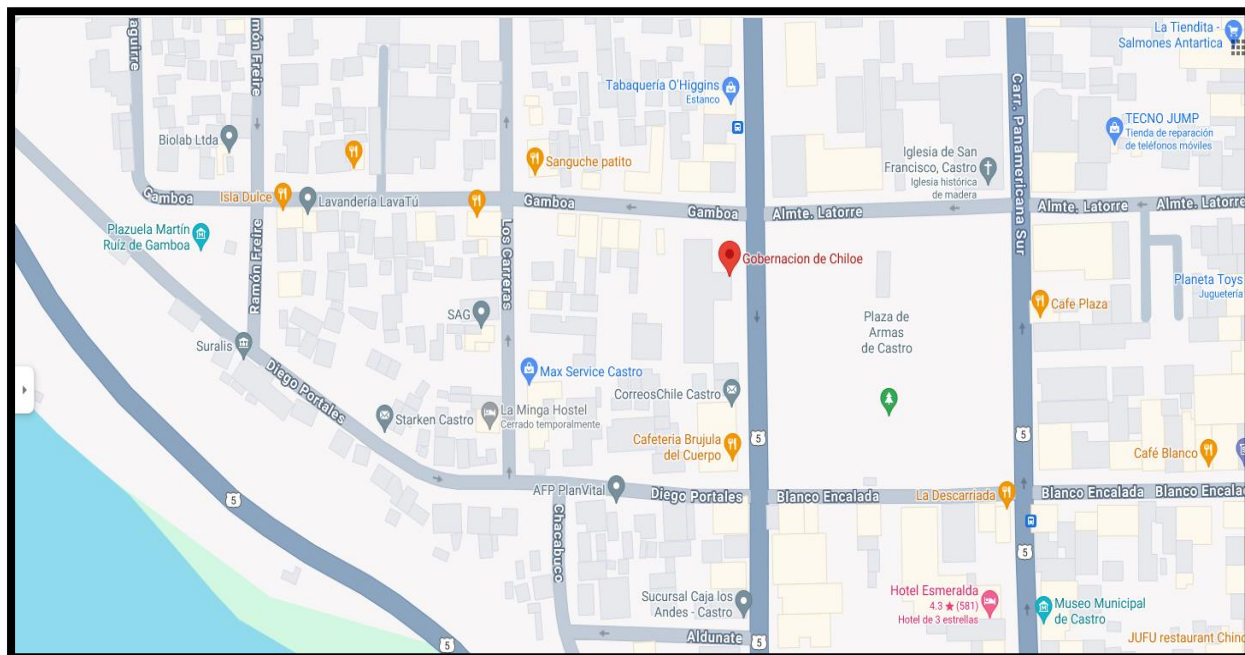 aguirre
món Freire
Biolab Ltda
Gamboa
Isla Dulce
Lavandería LavaTú
Plazuela Martín
Ruíz de Gamboa
Ramón Freire
Suralis
Diego Portales
Starken Castro
La Minga Hostel
Cerrado temporalmente
SAG
Los Carreras
Sanguche patito
Gamboa
Gamboa
Tabaquería O'Higgins
Estanco
Max Service Castro
CorreosChile Castro
Cafeteria Brujula
del Cuerpo
AFP PlanVital
Diego Portales
Chacabuco
Sucursal Caja los
Andes - Castro
Aldunate
5
5
5
5
Gobernacion de Chiloe
Almte. Latorre
Iglesia de San
Francisco, Castro
Iglesia histórica
de madera
Plaza de
Armas
de Castro
Blanco Encalada
La Descarriada
Hotel Esmeralda
4.3 ★ (581)
Hotel de 3 estrellas
Carr. Panamericana Sur
5
5
La Tiendita -
Salmones Antartica
TECNO JUMP
Tienda de reparación
de teléfonos móviles
Almte. Latorre
Almte. Latorre
Planeta Toys
Juguetería
Cafe Plaza
Café Blanco
Blanco Encalada
Blanco Encalad
Museo Municipal
de Castro
JUFU restaurant Chino